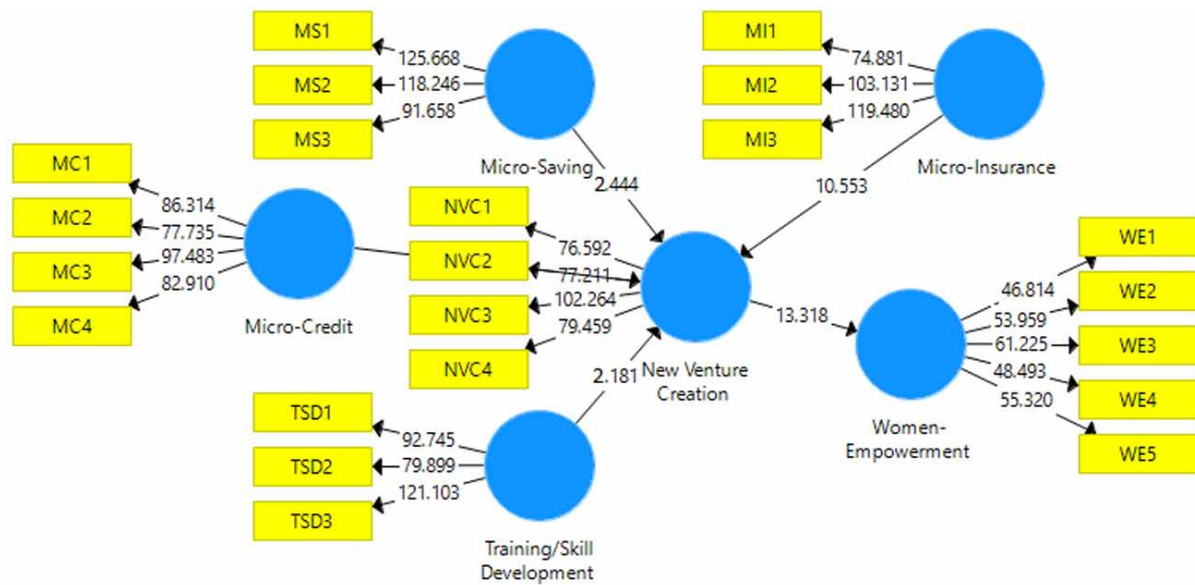 MS1
125.668
MS2
118.246
MS3
91.658
Micro-Saving
MI1
74.881
MI2
103.131
MI3
119.480
Micro-Insurance
2.444
10.553
MC1
86.314
MC2
77.735
MC3
97.483
MC4
82.910
Micro-Credit
NVC1
76.592
NVC2
77.211
NVC3
102.264
NVC4
79.459
New Venture
Creation
2.181
13.318
TSD1
92.745
TSD2
79.899
TSD3
121.103
Training/Skill
Development
WE1
46.814
WE2
53.959
WE3
61.225
WE4
48.493
WE5
55.320
Women-
Empowerment